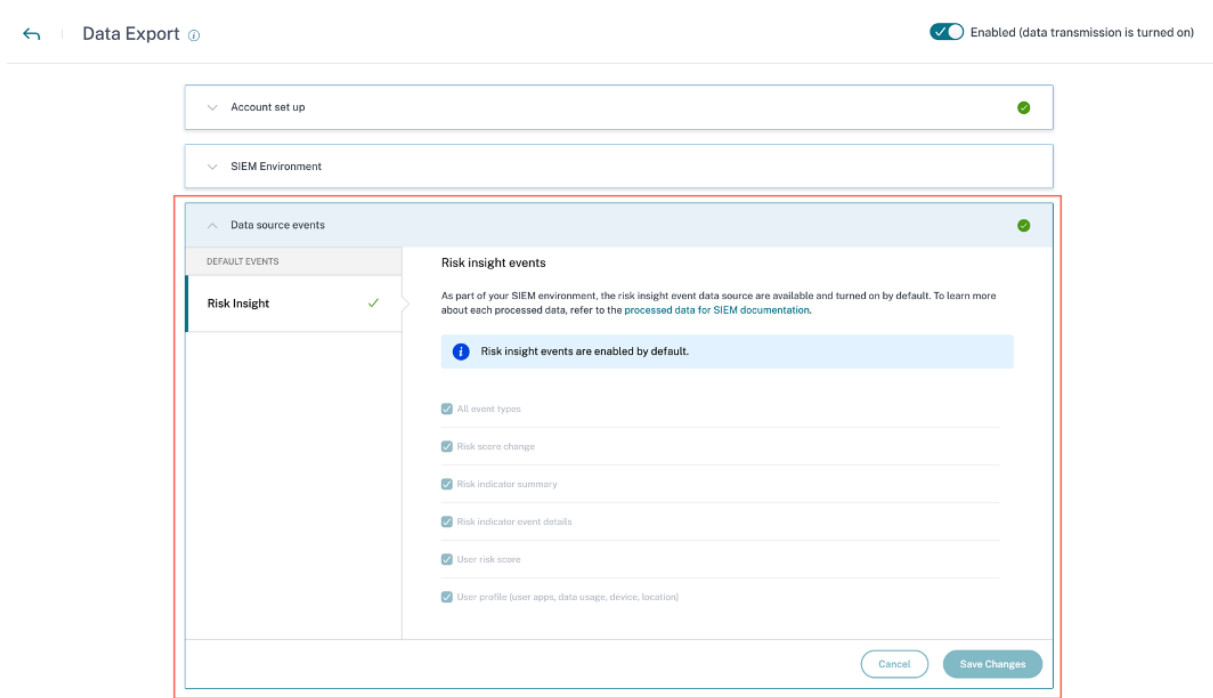 Data Export
Enabled (data transmission is turned on)
Account set up
SIEM Environment
Data source events
DEFAULT EVENTS
Risk Insight
Risk insight events
As part of your SIEM environment, the risk insight event data source are available and turned on by default. To learn more
about each processed data, refer to the processed data for SIEM documentation.
Risk insight events are enabled by default.
All event types
Risk score change
Risk indicator summary
Risk indicator event details
User risk score
User profile (user apps, data usage, device, location)
Cancel
Save Changes